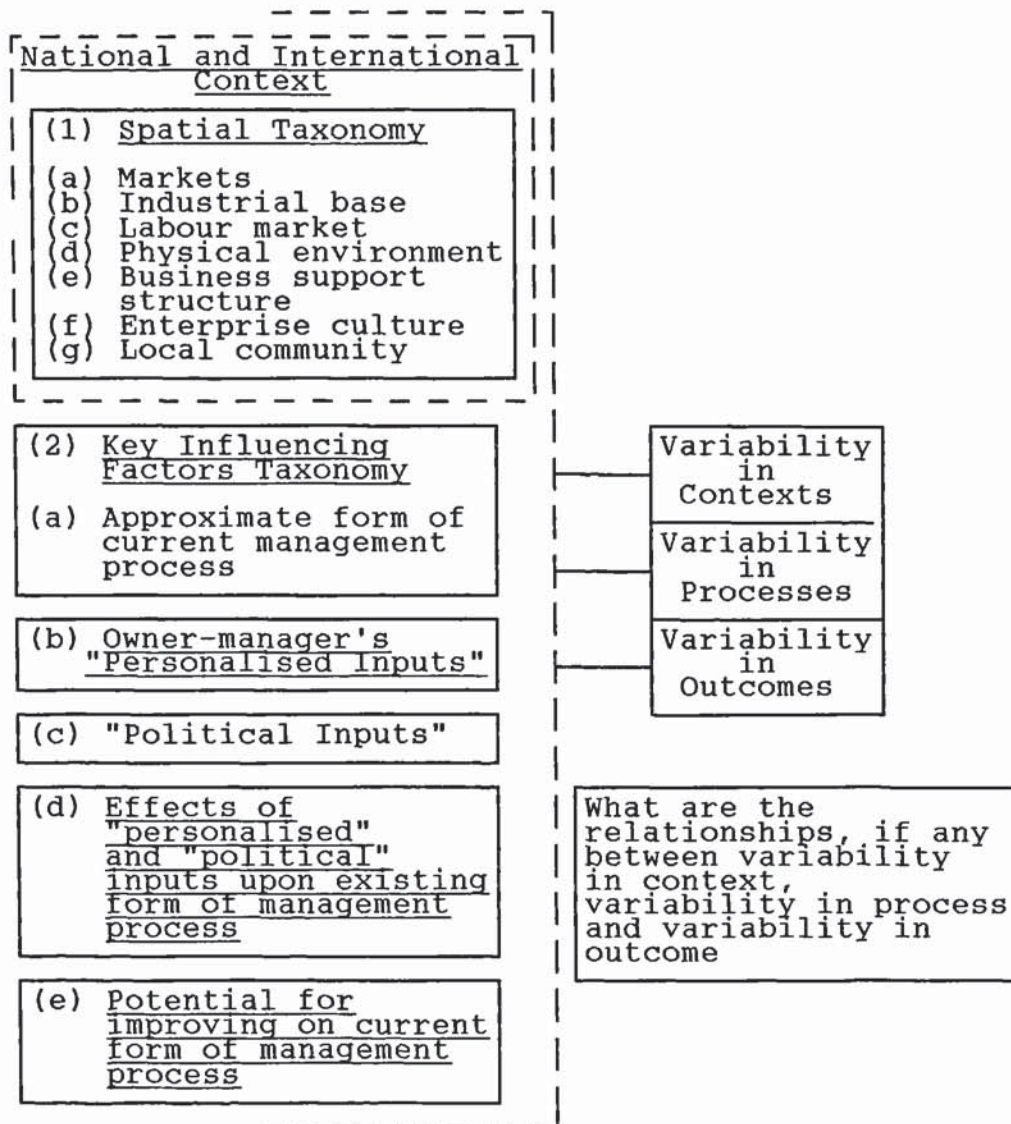 National and International
Context
(1) Spatial Taxonomy
(a) Markets
(b) Industrial base
(c) Labour market
(d) Physical environment
(e) Business support
structure
(f) Enterprise culture
(g) Local community
(2) Key Influencing
Factors Taxonomy
(a) Approximate form of
current management
process
(b) Owner-manager's
"Personalised Inputs"
(c) "Political Inputs"
(d) Effects of
"personalised"
and "political"
inputs upon existing
form of management
process
(e) Potential for
improving on current
form of management
process
Variability
in
Contexts
Variability
in
Processes
Variability
in
Outcomes
What are the
relationships, if any
between variability
in context,
variability in process
and variability in
outcome